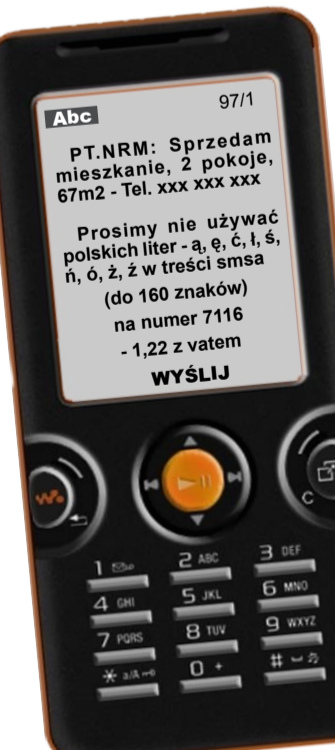 Abc 97/1
PT.NRM: Sprzedam
mieszkanie, 2 pokoje,
67m2 - Tel. xxx xxx xxx
Prosimy nie używać
polskich liter - ą, ę, ć, ł, ś,
ń, ó, ż, ź w treści smsa
(do 160 znaków)
na numer 7116
- 1,22 z vatem
WYŚLIJ
C
1 2 ABC 3 DEF
4 GHI 5 JKL 6 MNO
7 PQRS 8 TUV 9 WXYZ
* a/A 0 + #